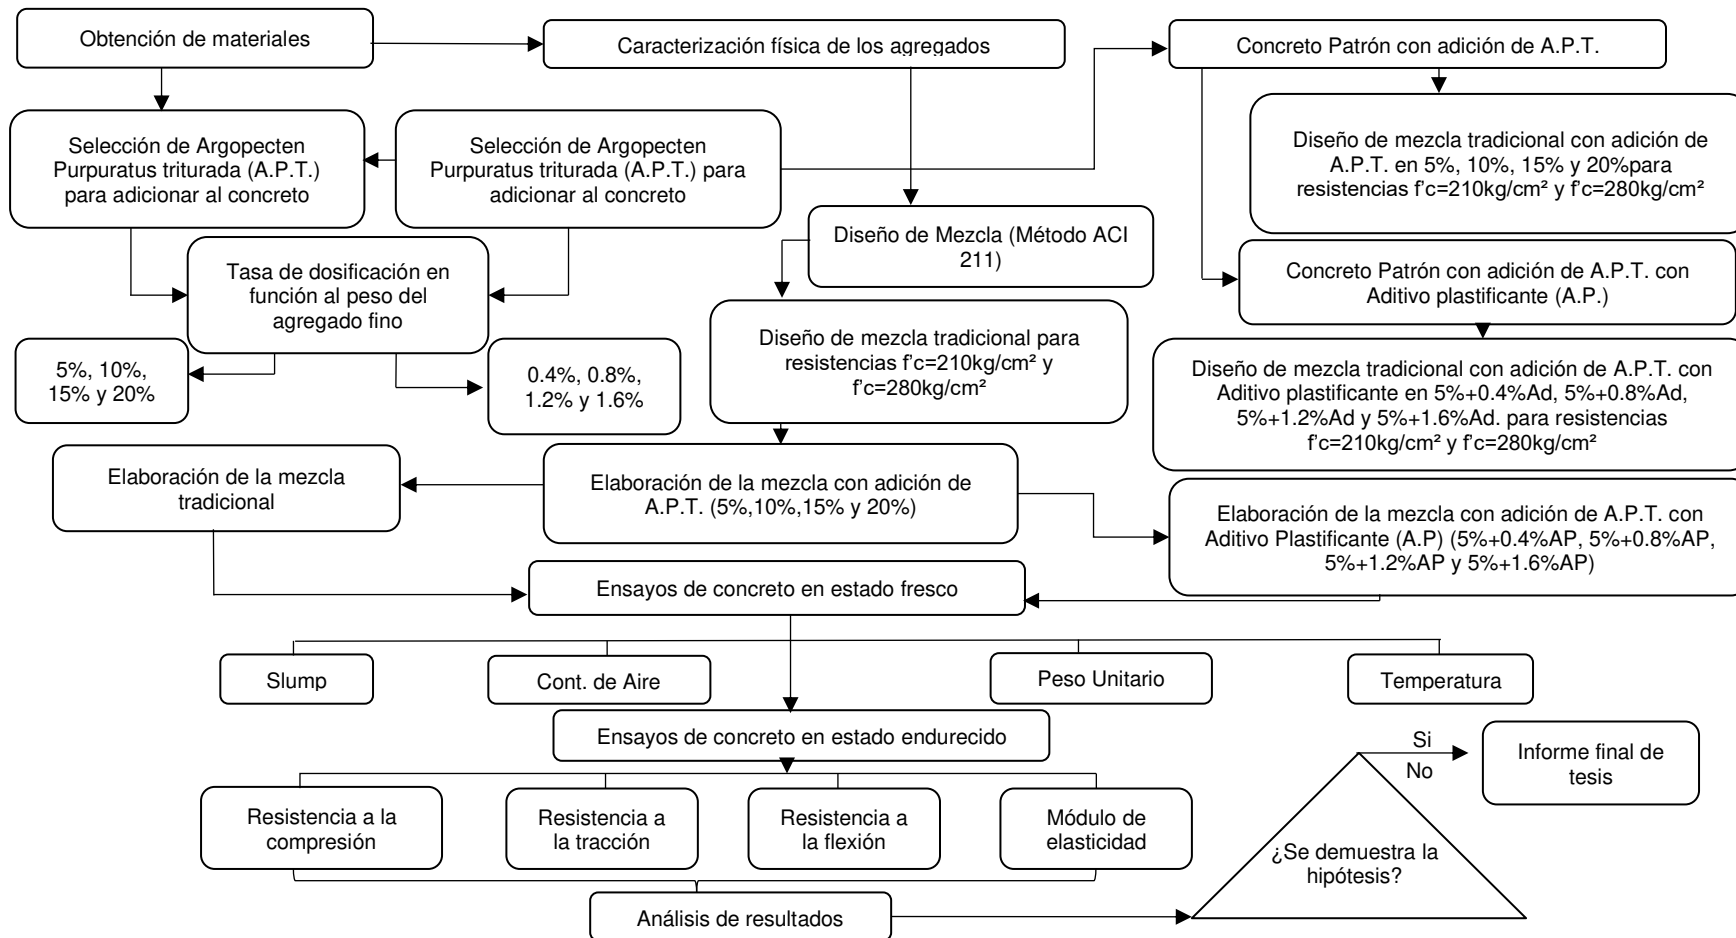 Obtención de materiales
Caracterización física de los agregados
Concreto Patrón con adición de A.P.T.
Selección de Argopecten
Purpuratus triturada (A.P.T.)
para adicionar al concreto
Selección de Argopecten
Purpuratus triturada (A.P.T.) para
adicionar al concreto
Diseño de mezcla tradicional con adición de
A.P.T. en 5%, 10%, 15% y 20%para
resistencias f'c=210kg/cm² y f'c=280kg/cm²
Diseño de Mezcla (Método ACI
211)
Tasa de dosificación en
función al peso del
agregado fino
Concreto Patrón con adición de A.P.T. con
Aditivo plastificante (A.P.)
5%, 10%,
15% y 20%
0.4%, 0.8%,
1.2% y 1.6%
Diseño de mezcla tradicional para
resistencias f'c=210kg/cm² y
f'c=280kg/cm²
Diseño de mezcla tradicional con adición de A.P.T. con
Aditivo plastificante en 5%+0.4%Ad, 5%+0.8%Ad,
5%+1.2%Ad y 5%+1.6%Ad. para resistencias
f'c=210kg/cm² y f'c=280kg/cm²
Elaboración de la mezcla
tradicional
Elaboración de la mezcla con adición de
A.P.T. (5%,10%,15% y 20%)
Elaboración de la mezcla con adición de A.P.T. con
Aditivo Plastificante (A.P) (5%+0.4%AP, 5%+0.8%AP,
5%+1.2%AP y 5%+1.6%AP)
Ensayos de concreto en estado fresco
Slump
Cont. de Aire
Peso Unitario
Temperatura
Ensayos de concreto en estado endurecido
Si
No
Informe final de
tesis
Resistencia a la
compresión
Resistencia a
la tracción
Resistencia a
la flexión
Módulo de
elasticidad
¿Se demuestra la
hipótesis?
Análisis de resultados